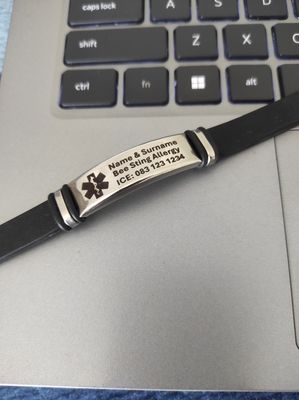 caps lock
A
S
D
shift
Z
X
C
ctrl
fn
alt
Name & Surname
Bee Sting Allergy
ICE: 083 123 1234